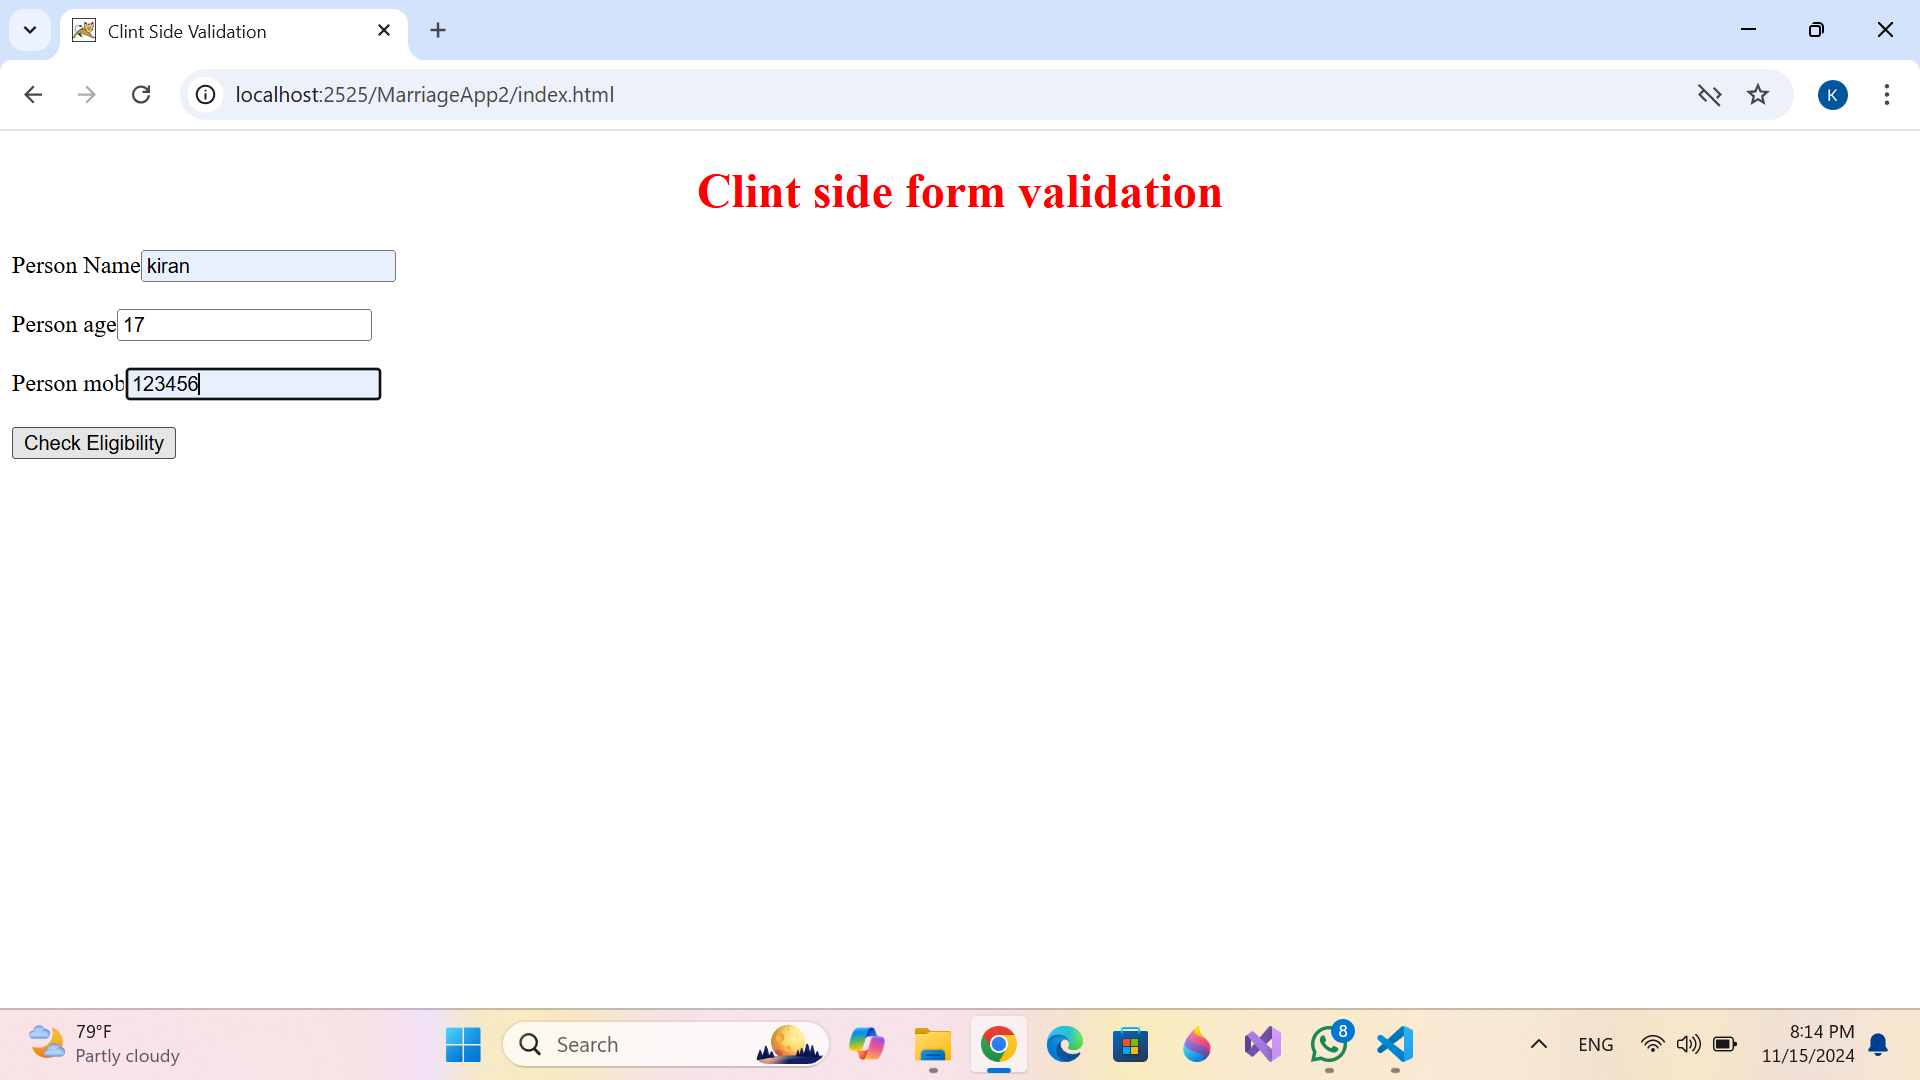 Clint Side Validation
localhost:2525/MarriageApp2/index.html
K
Clint side form validation
Person Name kiran
Person age 17
Person mob 123456
Check Eligibility
79°F
Partly cloudy
Search
8
ENG
8:14 PM
11/15/2024